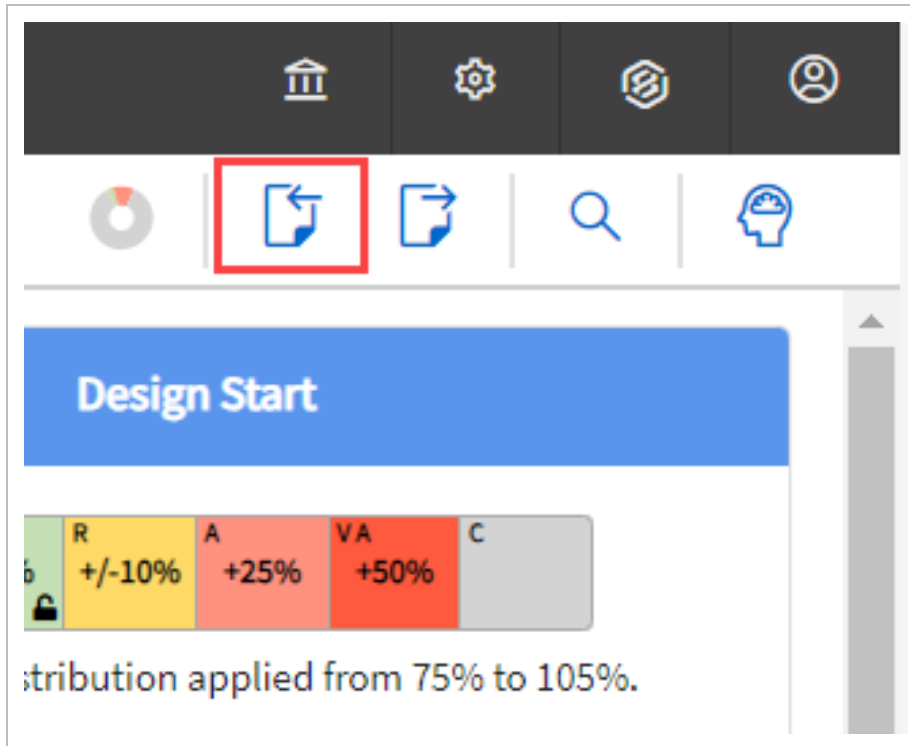 Design Start
R A VA C
% +/-10% +25% +50%
stribution applied from 75% to 105%.